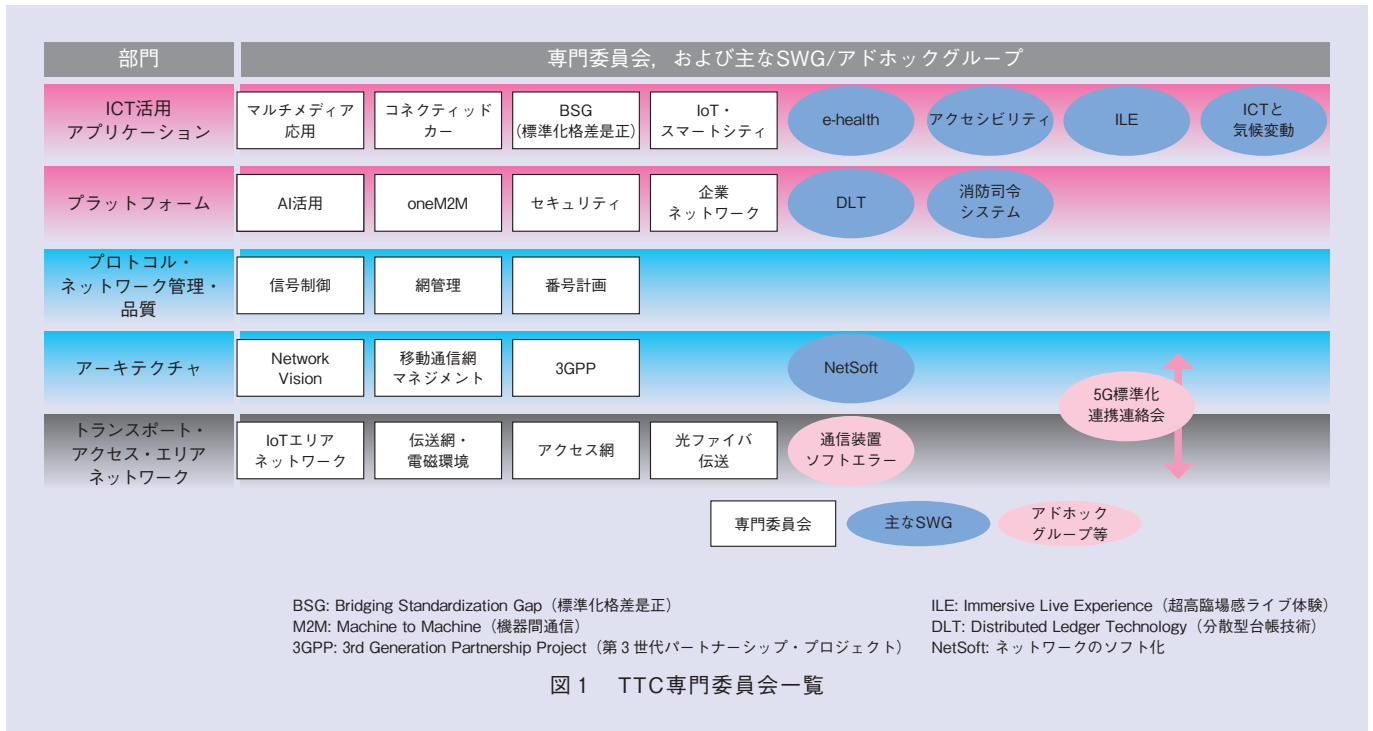 部門
専門委員会，および主なSWG/アドホックグループ
ICT活用
アプリケーション
マルチメディア
応用
コネクティッド
カー
BSG
(標準化格差是正)
IoT・
スマートシティ
e-health
アクセシビリティ
ILE
ICTと
気候変動
プラットフォーム
AI活用
oneM2M
セキュリティ
企業
ネットワーク
DLT
消防司令
システム
プロトコル・
ネットワーク管理・
品質
信号制御
網管理
番号計画
アーキテクチャ
Network
Vision
移動通信網
マネジメント
3GPP
NetSoft
5G標準化
連携連絡会
トランスポート・
アクセス・エリア
ネットワーク
IoTエリア
ネットワーク
伝送網・
電磁環境
アクセス網
光ファイバ
伝送
通信装置
ソフトエラー
専門委員会
主なSWG
アドホック
グループ等
BSG: Bridging Standardization Gap（標準化格差是正）
M2M: Machine to Machine（機器間通信）
3GPP: 3rd Generation Partnership Project（第3世代パートナーシップ・プロジェクト）
ILE: Immersive Live Experience（超高臨場感ライブ体験）
DLT: Distributed Ledger Technology（分散型台帳技術）
NetSoft: ネットワークのソフト化
図1　TTC専門委員会一覧